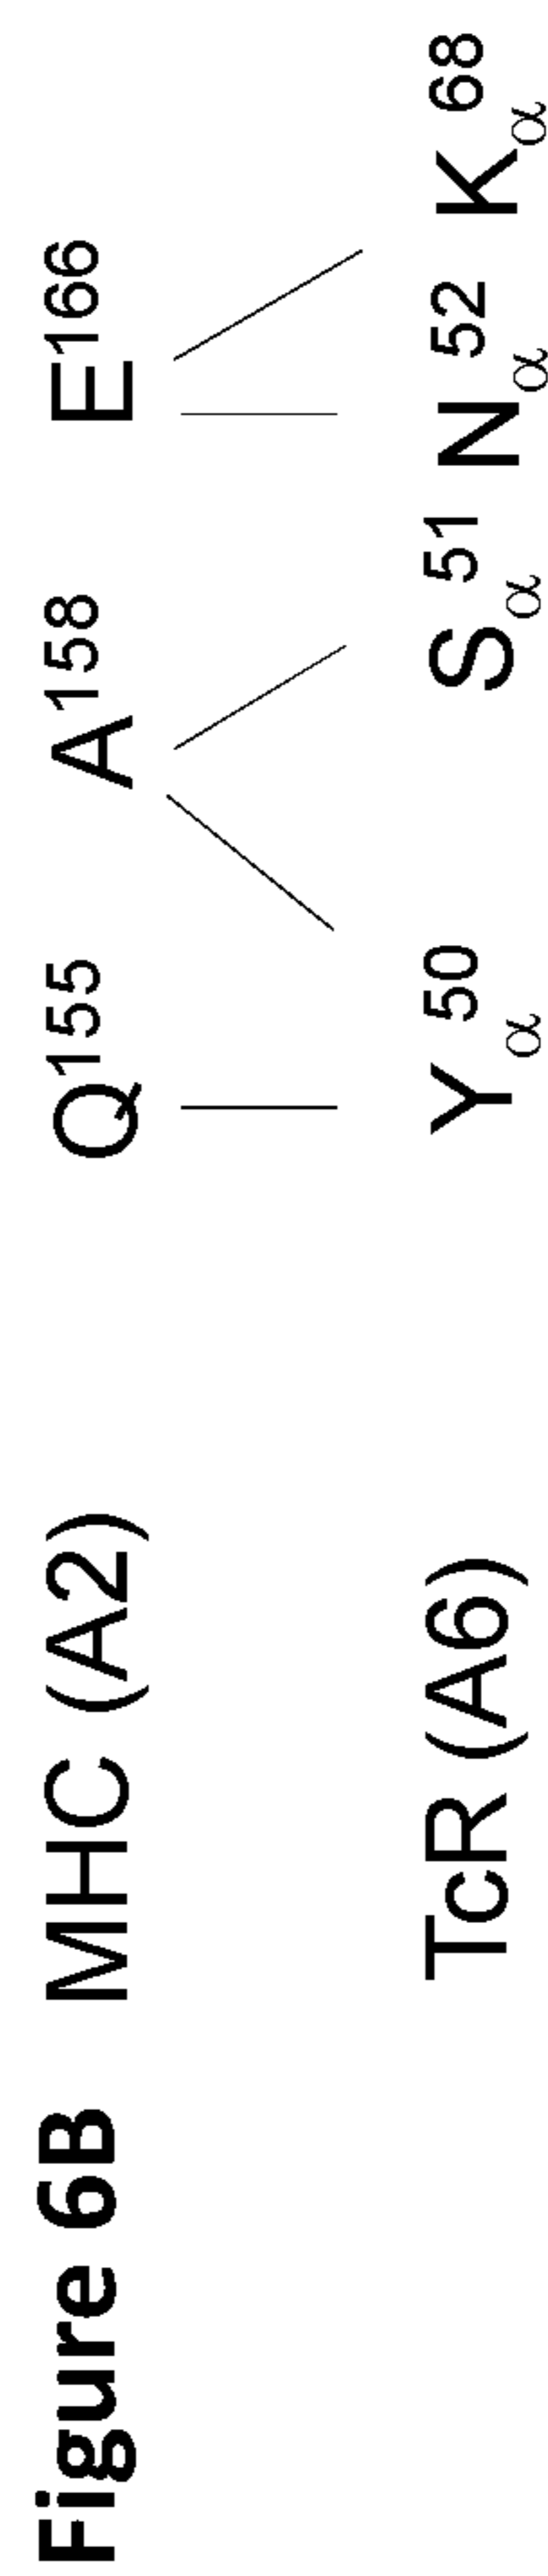 Figure 6B MHC (A2) Q¹⁵⁵ A¹⁵⁸ E¹⁶⁶
TcR (A6) Yα⁵⁰ Sα⁵¹ Nα⁵² Kα⁶⁸